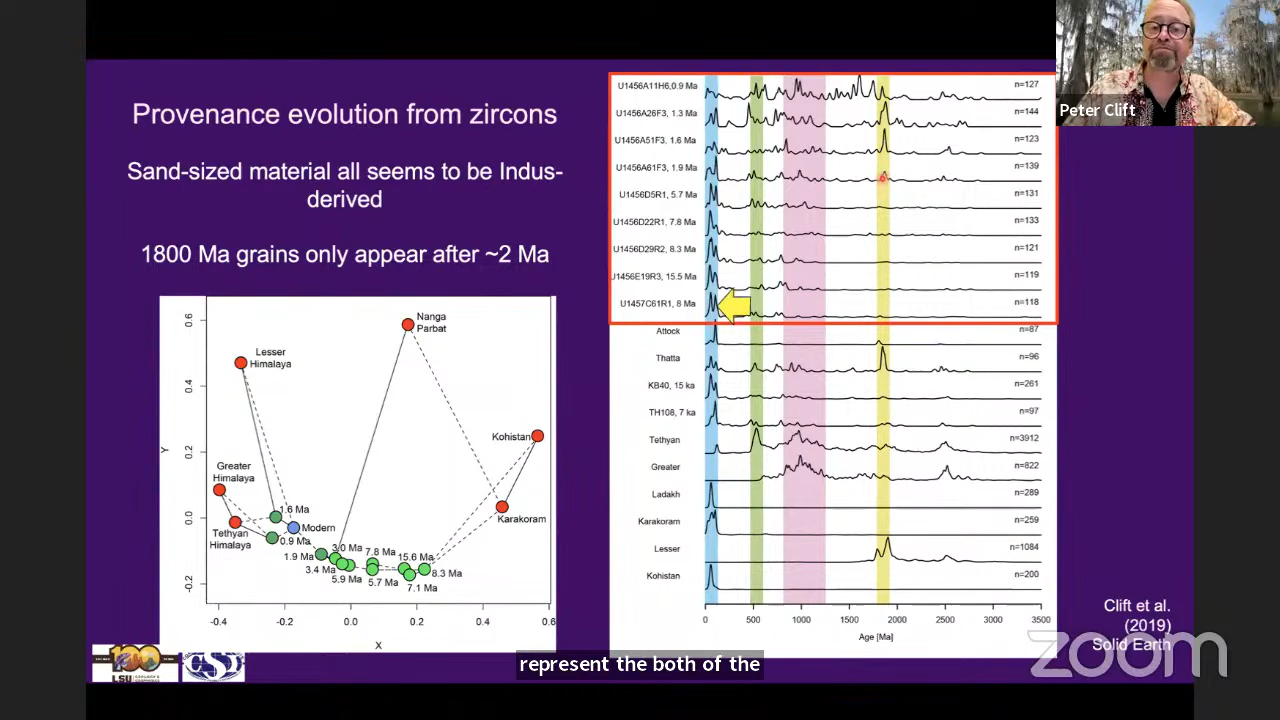 Provenance evolution from zircons
Sand-sized material all seems to be Indus-
derived
1800 Ma grains only appear after ~2 Ma
0.6
0.4
0.2
0.0
-0.2
Y
Nanga
Parbat
Lesser
Himalaya
Kohistan
Greater
Himalaya
Karakoram
1.6 Ma
Modern
Tethyan
Himalaya
0.9 Ma
1.9 Ma
3.0 Ma
7.8 Ma
15.6 Ma
3.4 Ma
5.9 Ma
5.7 Ma
8.3 Ma
7.1 Ma
-0.4
-0.2
0.0
0.2
0.4
0.6
X
100
LSU
U1456A11H6,0.9 Ma
n=127
U1456A26F3, 1.3 Ma
n=144
U1456A51F3, 1.6 Ma
n=123
U1456A61F3, 1.9 Ma
n=139
U1456D5R1, 5.7 Ma
n=131
U1456D22R1, 7.8 Ma
n=133
U1456D29R2, 8.3 Ma
n=121
U1456E19R3, 15.5 Ma
n=119
U1457C61R1, 8 Ma
n=118
Attock
n=87
Thatta
n=96
KB40, 15 ka
n=261
TH108, 7 ka
n=97
Tethyan
n=3912
Greater
n=822
Ladakh
n=289
Karakoram
n=259
Lesser
n=1084
Kohistan
n=200
0
500
1000
1500
2000
2500
3000
3500
Age [Ma]
Clift et al.
(2019)
Solid Earth
Peter Clift
zoom
represent the both of the